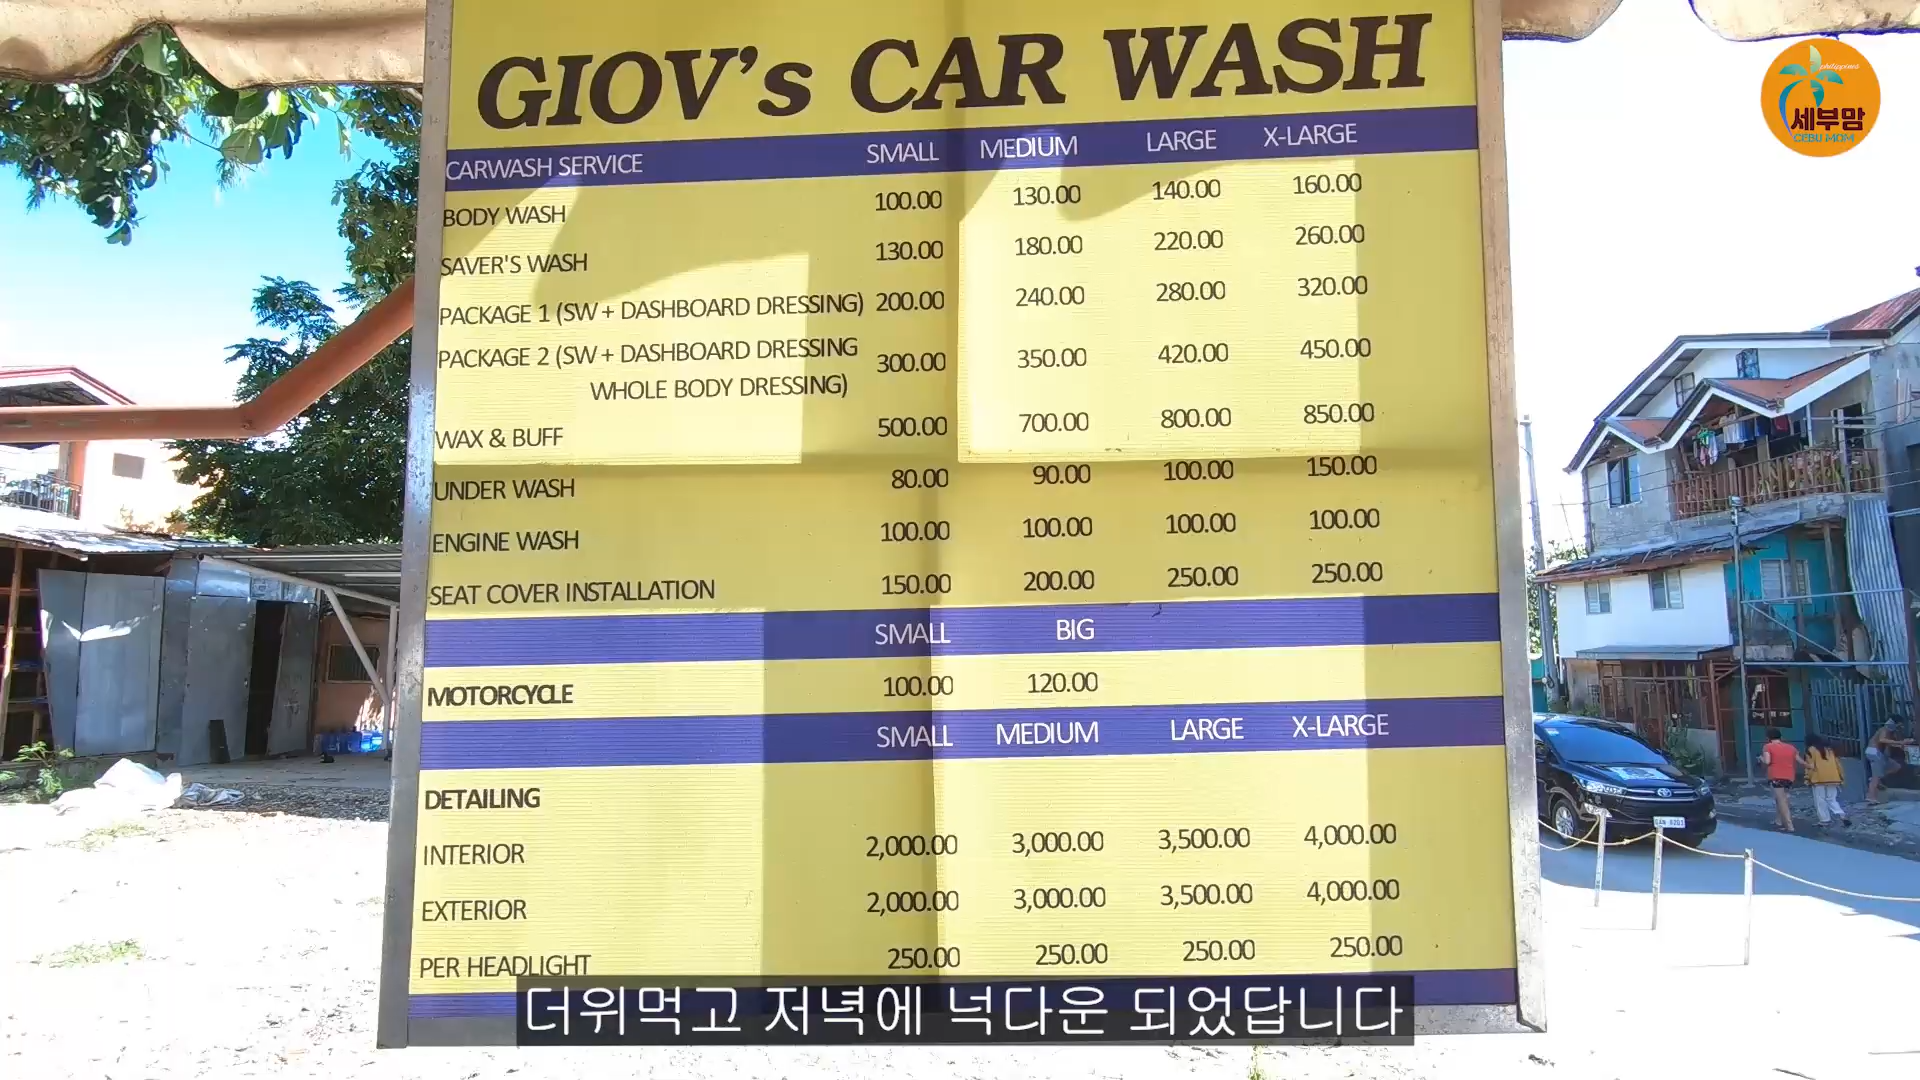 GIOV's CAR WASH
CARWASH SERVICE SMALL MEDIUM LARGE X-LARGE
BODY WASH 100.00 130.00 140.00 160.00
SAVER'S WASH 130.00 180.00 220.00 260.00
PACKAGE 1 (SW + DASHBOARD DRESSING) 200.00 240.00 280.00 320.00
PACKAGE 2 (SW + DASHBOARD DRESSING 300.00 350.00 420.00 450.00
WHOLE BODY DRESSING)
WAX & BUFF 500.00 700.00 800.00 850.00
UNDER WASH 80.00 90.00 100.00 150.00
ENGINE WASH 100.00 100.00 100.00 100.00
SEAT COVER INSTALLATION 150.00 200.00 250.00 250.00
SMALL BIG
MOTORCYCLE 100.00 120.00
SMALL MEDIUM LARGE X-LARGE
DETAILING
INTERIOR 2,000.00 3,000.00 3,500.00 4,000.00
EXTERIOR 2,000.00 3,000.00 3,500.00 4,000.00
PER HEADLIGHT 250.00 250.00 250.00 250.00
더위먹고 저녁에 넉다운 되었답니다
philippines
세부맘
CEBU MOM